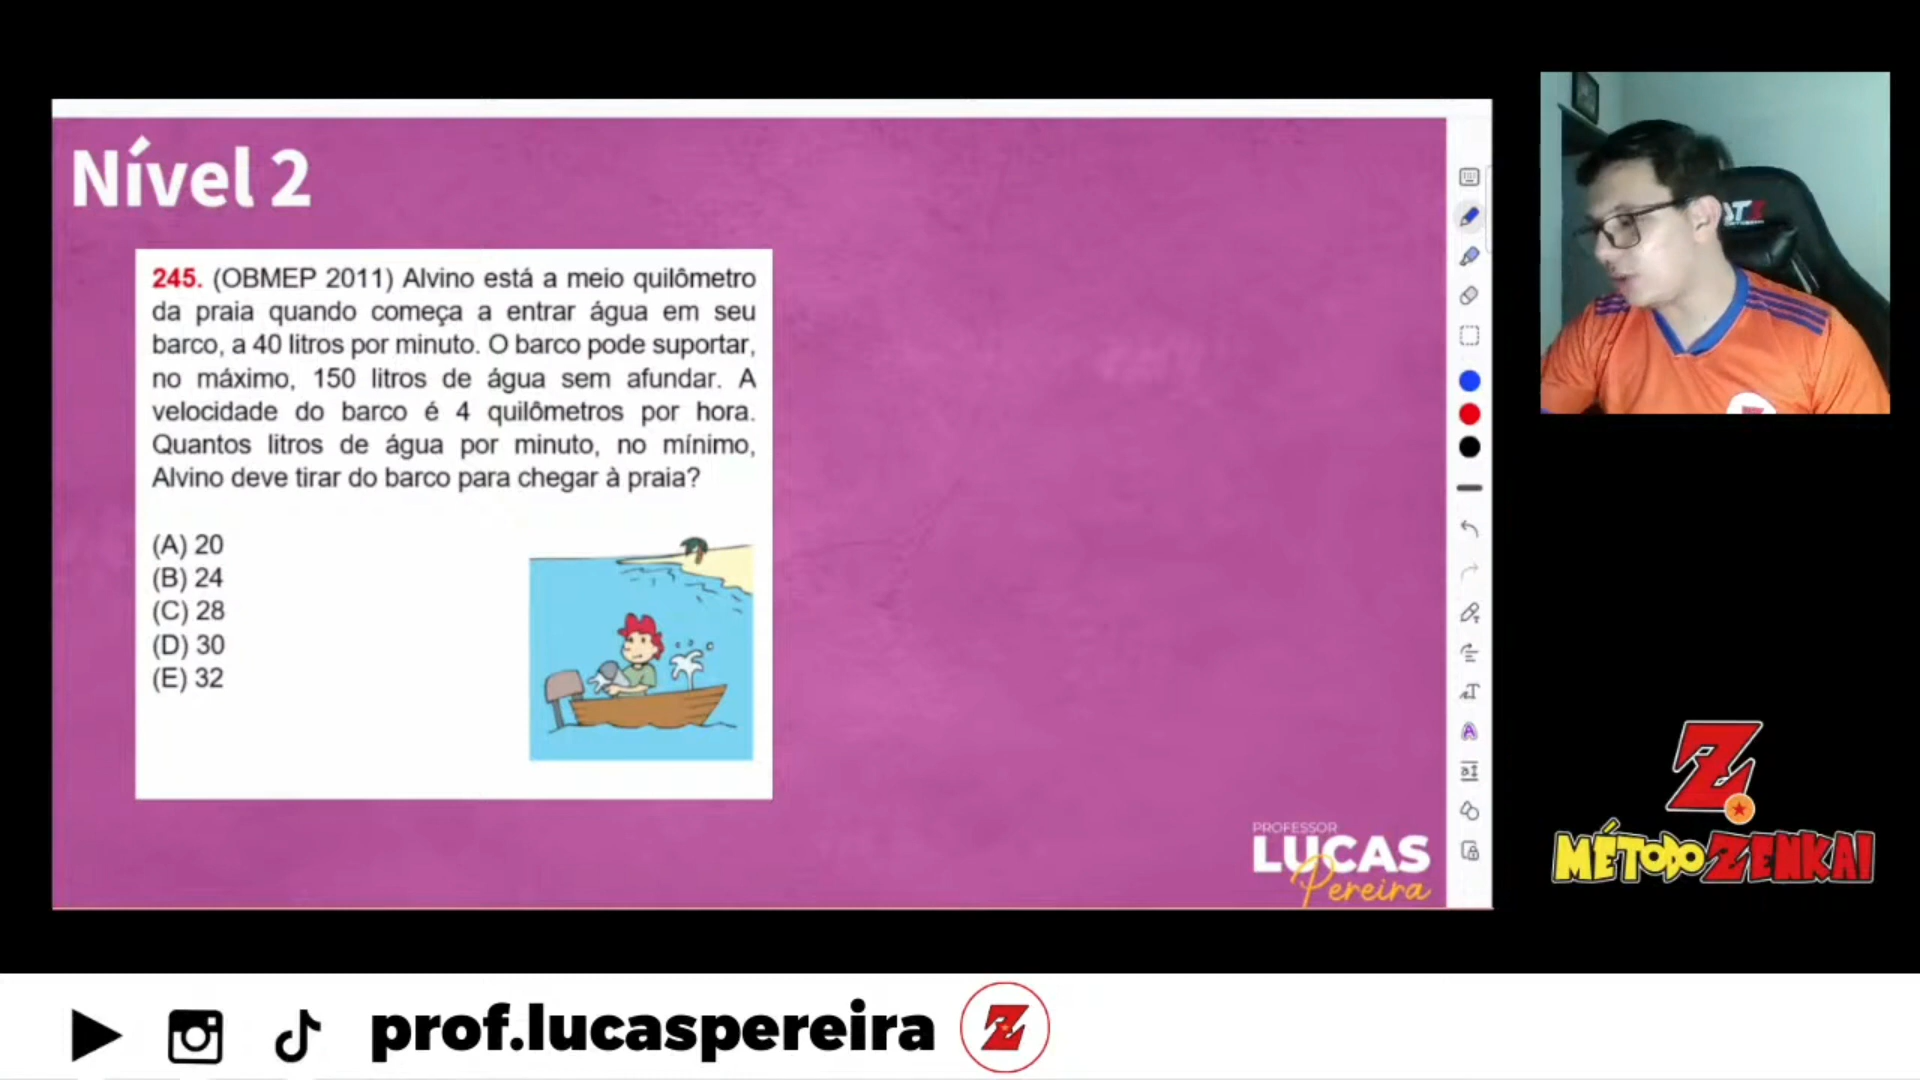 Nível 2
245. (OBMEP 2011) Alvino está a meio quilômetro
da praia quando começa a entrar água em seu
barco, a 40 litros por minuto. O barco pode suportar,
no máximo, 150 litros de água sem afundar. A
velocidade do barco é 4 quilômetros por hora.
Quantos litros de água por minuto, no mínimo,
Alvino deve tirar do barco para chegar à praia?
(A) 20
(B) 24
(C) 28
(D) 30
(E) 32
PROFESSOR
LUCAS
Pereira
Z
MÉTODO ZENKAI
prof.lucaspereira
Z